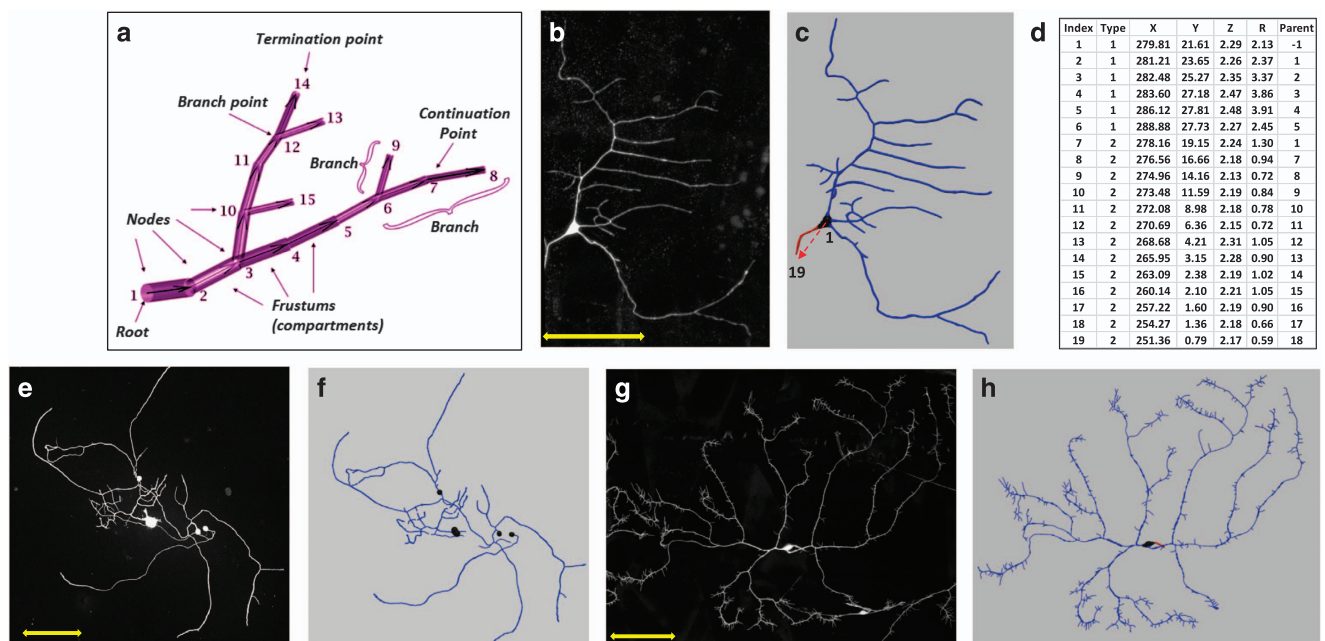 a
Termination point
14
Branch point
13
12
Continuation
Point
11
9
Branch
8
7
Nodes
10
15
6
Branch
5
4
3
1
2
Frustums
(compartments)
Root
b
c
1
19
d
Index Type X Y Z R Parent
1 1 279.81 21.61 2.29 2.13 -1
2 1 281.21 23.65 2.26 2.37 1
3 1 282.48 25.27 2.35 3.37 2
4 1 283.60 27.18 2.47 3.86 3
5 1 286.12 27.81 2.48 3.91 4
6 1 288.88 27.73 2.27 2.45 5
7 2 278.16 19.15 2.24 1.30 1
8 2 276.56 16.66 2.18 0.94 7
9 2 274.96 14.16 2.13 0.72 8
10 2 273.48 11.59 2.19 0.84 9
11 2 272.08 8.98 2.18 0.78 10
12 2 270.69 6.36 2.15 0.72 11
13 2 268.68 4.21 2.31 1.05 12
14 2 265.95 3.15 2.28 0.90 13
15 2 263.09 2.38 2.19 1.02 14
16 2 260.14 2.10 2.21 1.05 15
17 2 257.22 1.60 2.19 0.90 16
18 2 254.27 1.36 2.18 0.66 17
19 2 251.36 0.79 2.17 0.59 18
e
f
g
h